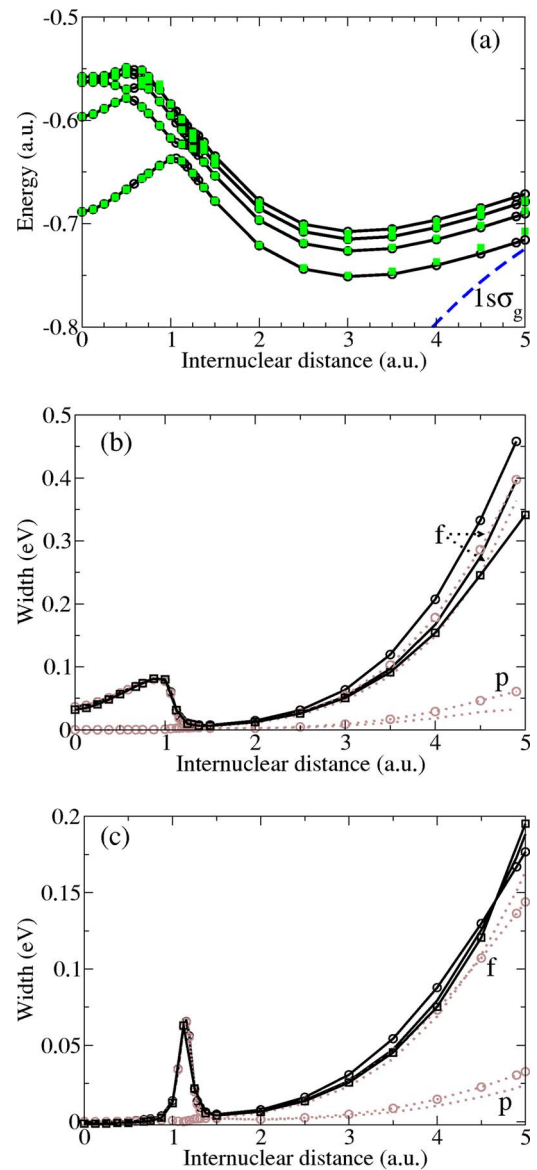 (a)
-0.5
-0.6
-0.7
-0.8
Energy (a.u.)
1sσg
0 1 2 3 4 5
Internuclear distance (a.u.)
(b)
0.5
0.4
0.3
0.2
0.1
0
Width (eV)
f
p
0 1 2 3 4 5
Internuclear distance (a.u.)
(c)
0.2
0.15
0.1
0.05
0
Width (eV)
f
p
0 1 2 3 4 5
Internuclear distance (a.u.)